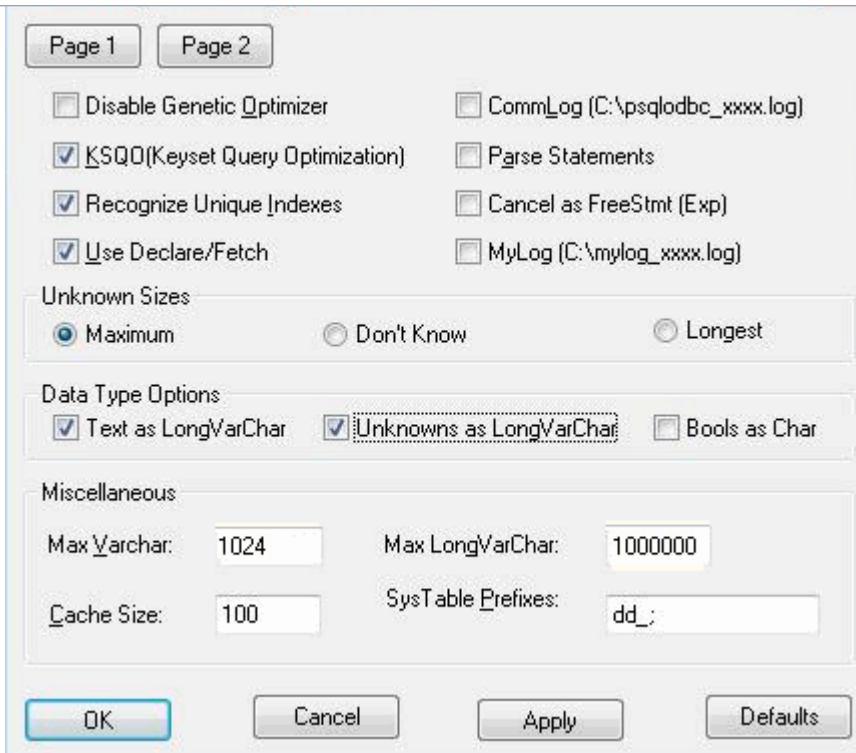 Page 1 Page 2
Disable Genetic Optimizer CommLog (C:\psqlodbc_xxxx.log)
KSQO(Keyset Query Optimization) Parse Statements
Recognize Unique Indexes Cancel as FreeStmt (Exp)
Use Declare/Fetch MyLog (C:\mylog_xxxx.log)
Unknown Sizes
Maximum Don't Know Longest
Data Type Options
Text as LongVarChar Unknowns as LongVarChar Bools as Char
Miscellaneous
Max Varchar: 1024 Max LongVarChar: 1000000
Cache Size: 100 SysTable Prefixes: dd_;
OK Cancel Apply Defaults